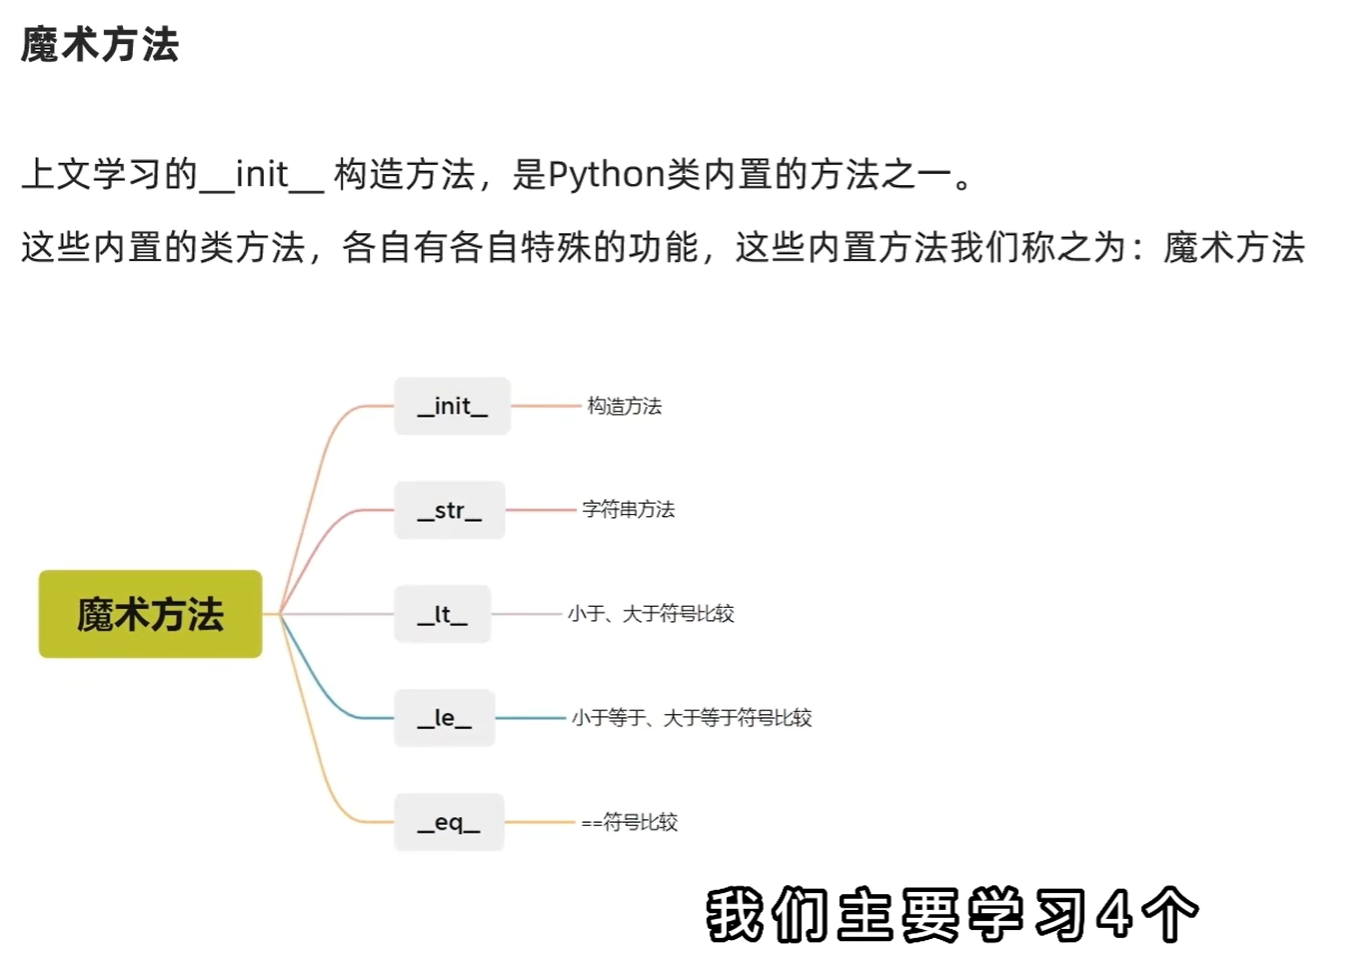 魔术方法
上文学习的__init__ 构造方法，是Python类内置的方法之一。
这些内置的类方法，各自有各自特殊的功能，这些内置方法我们称之为：魔术方法
__init__ 构造方法
__str__ 字符串方法
魔术方法 __lt__ 小于、大于符号比较
__le__ 小于等于、大于等于符号比较
__eq__ ==符号比较
我们主要学习4个